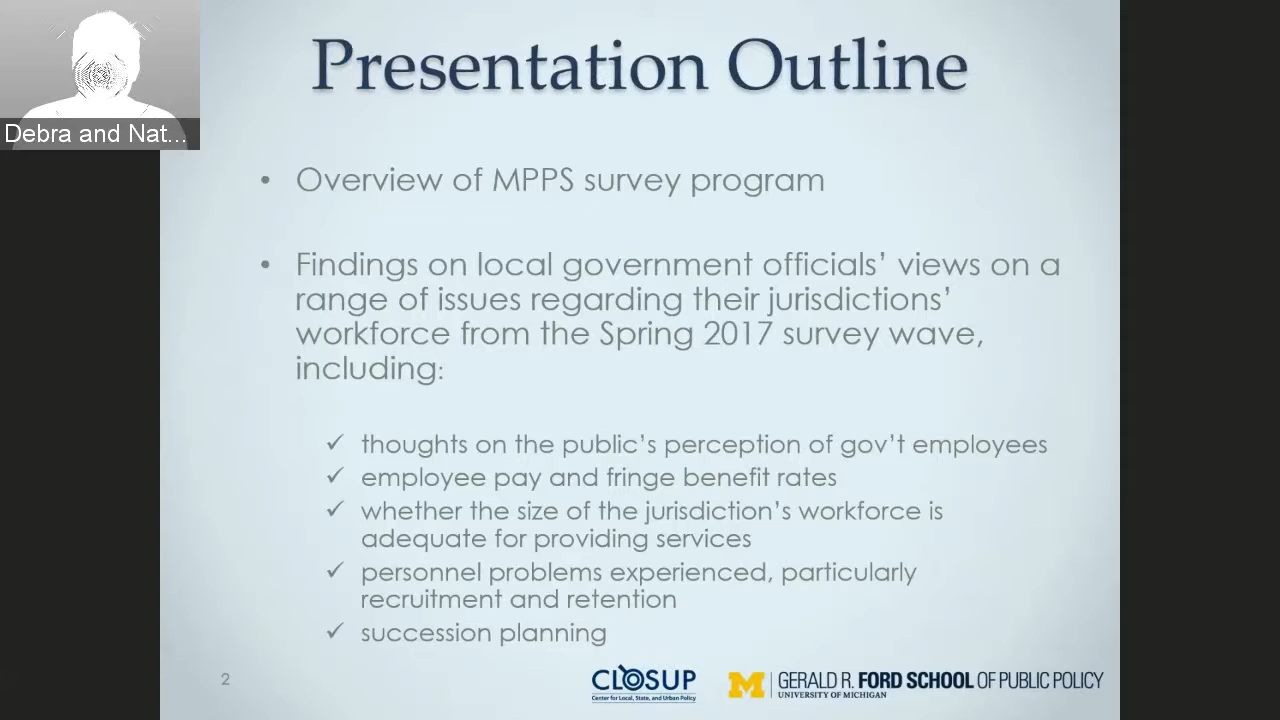 Presentation Outline
Debra and Nat...
• Overview of MPPS survey program
• Findings on local government officials’ views on a
range of issues regarding their jurisdictions’
workforce from the Spring 2017 survey wave,
including:
✓ thoughts on the public’s perception of gov’t employees
✓ employee pay and fringe benefit rates
✓ whether the size of the jurisdiction’s workforce is
adequate for providing services
✓ personnel problems experienced, particularly
recruitment and retention
✓ succession planning
2
CLOSUP
Center for Local, State, and Urban Policy
M
GERALD R. FORD SCHOOL OF PUBLIC POLICY
UNIVERSITY OF MICHIGAN